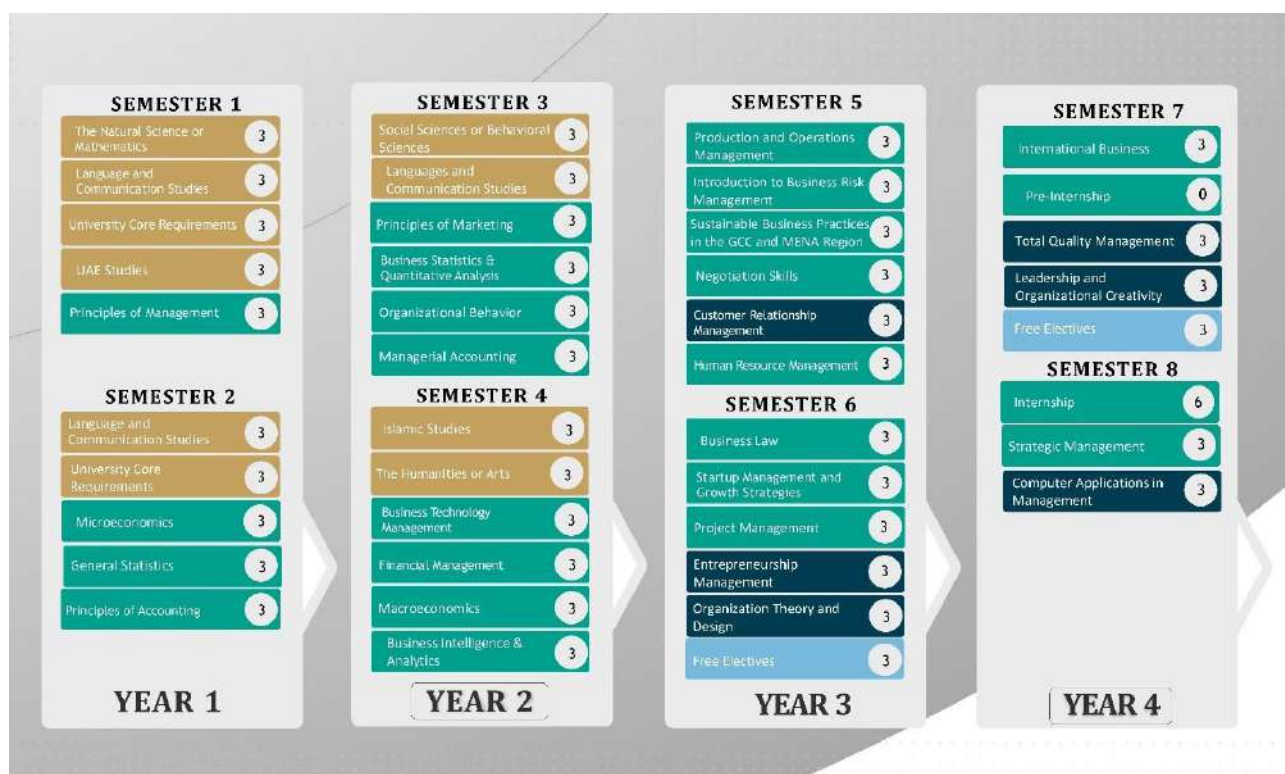 SEMESTER 1
The Natural Science or
Mathematics
3
Language and
Communication Studies
3
University Core Requirements
3
UAE Studies
3
Principles of Management
3
SEMESTER 2
Language and
Communication Studies
3
University Core
Requirements
3
Microeconomics
3
General Statistics
3
Principles of Accounting
3
YEAR 1
SEMESTER 3
Social Sciences or Behavioral
Sciences
3
Languages and
Communication Studies
3
Principles of Marketing
3
Business Statistics &
Quantitative Analysis
3
Organizational Behavior
3
Managerial Accounting
3
SEMESTER 4
Islamic Studies
3
The Humanities or Arts
3
Business Technology
Management
3
Financial Management
3
Macroeconomics
3
Business Intelligence &
Analytics
3
YEAR 2
SEMESTER 5
Production and Operations
Management
3
Introduction to Business Risk
Management
3
Sustainable Business Practices
in the GCC and MENA Region
3
Negotiation Skills
3
Customer Relationship
Management
3
Human Resource Management
3
SEMESTER 6
Business Law
3
Startup Management and
Growth Strategies
3
Project Management
3
Entrepreneurship
Management
3
Organization Theory and
Design
3
Free Electives
3
YEAR 3
SEMESTER 7
International Business
3
Pre-Internship
0
Total Quality Management
3
Leadership and
Organizational Creativity
3
Free Electives
3
SEMESTER 8
Internship
6
Strategic Management
3
Computer Applications in
Management
3
YEAR 4